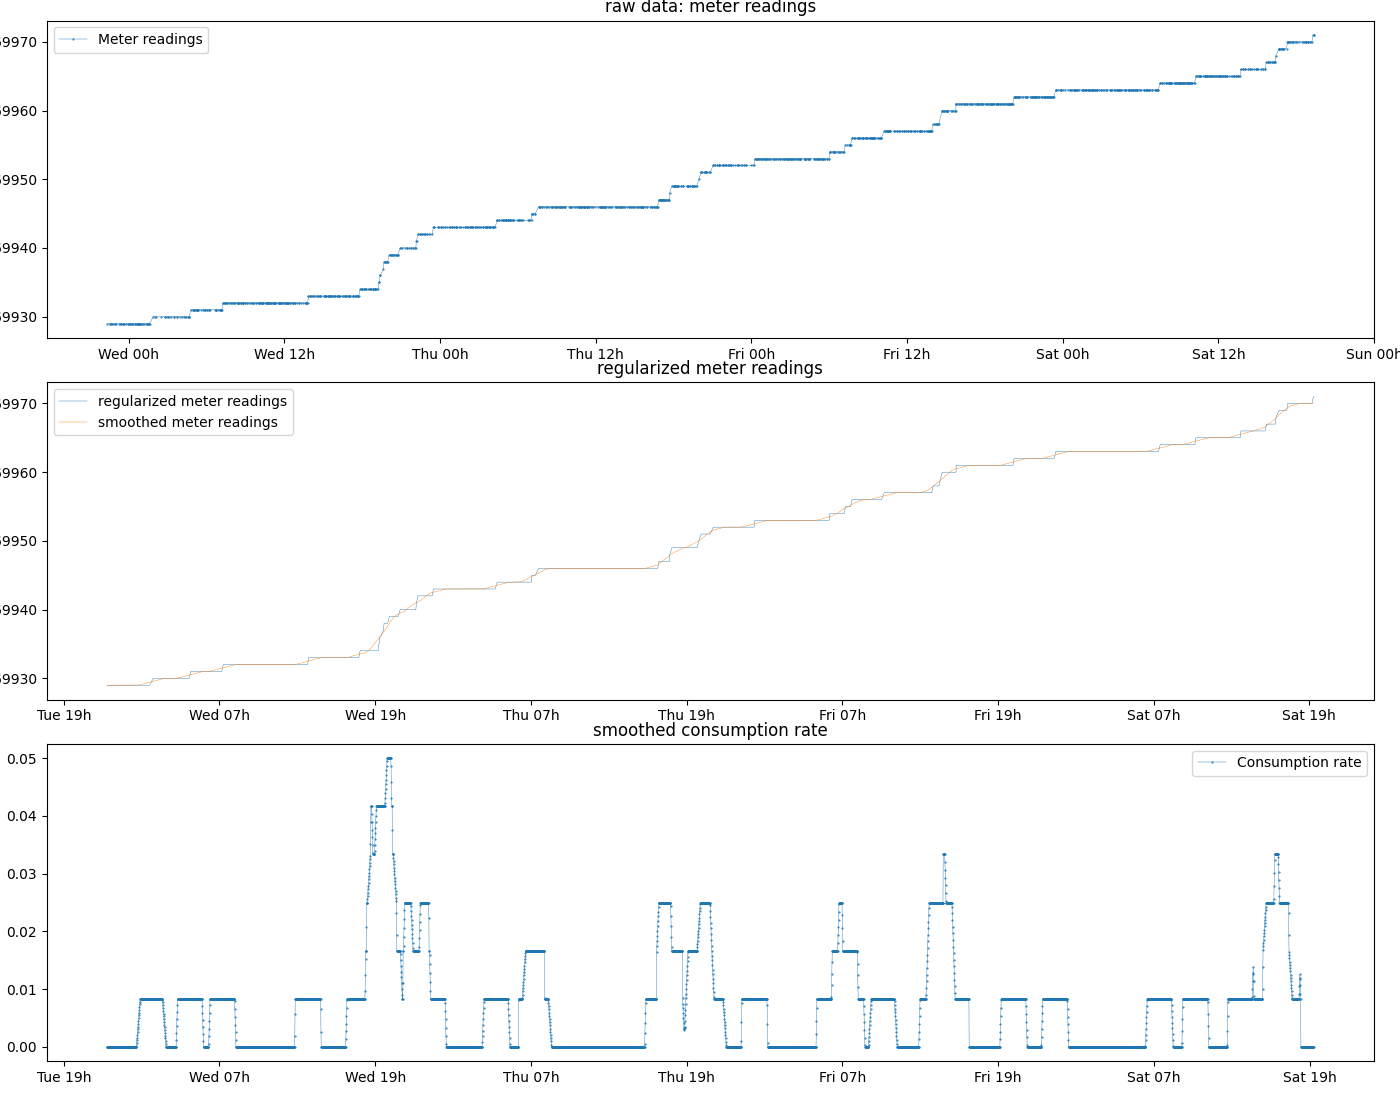 raw data: meter readings
Meter readings
9970
9960
9950
9940
9930
Wed 00h Wed 12h Thu 00h Thu 12h Fri 00h Fri 12h Sat 00h Sat 12h Sun 00h
regularized meter readings
regularized meter readings
smoothed meter readings
9970
9960
9950
9940
9930
Tue 19h Wed 07h Wed 19h Thu 07h Thu 19h Fri 07h Fri 19h Sat 07h Sat 19h
smoothed consumption rate
Consumption rate
0.05
0.04
0.03
0.02
0.01
0.00
Tue 19h Wed 07h Wed 19h Thu 07h Thu 19h Fri 07h Fri 19h Sat 07h Sat 19h